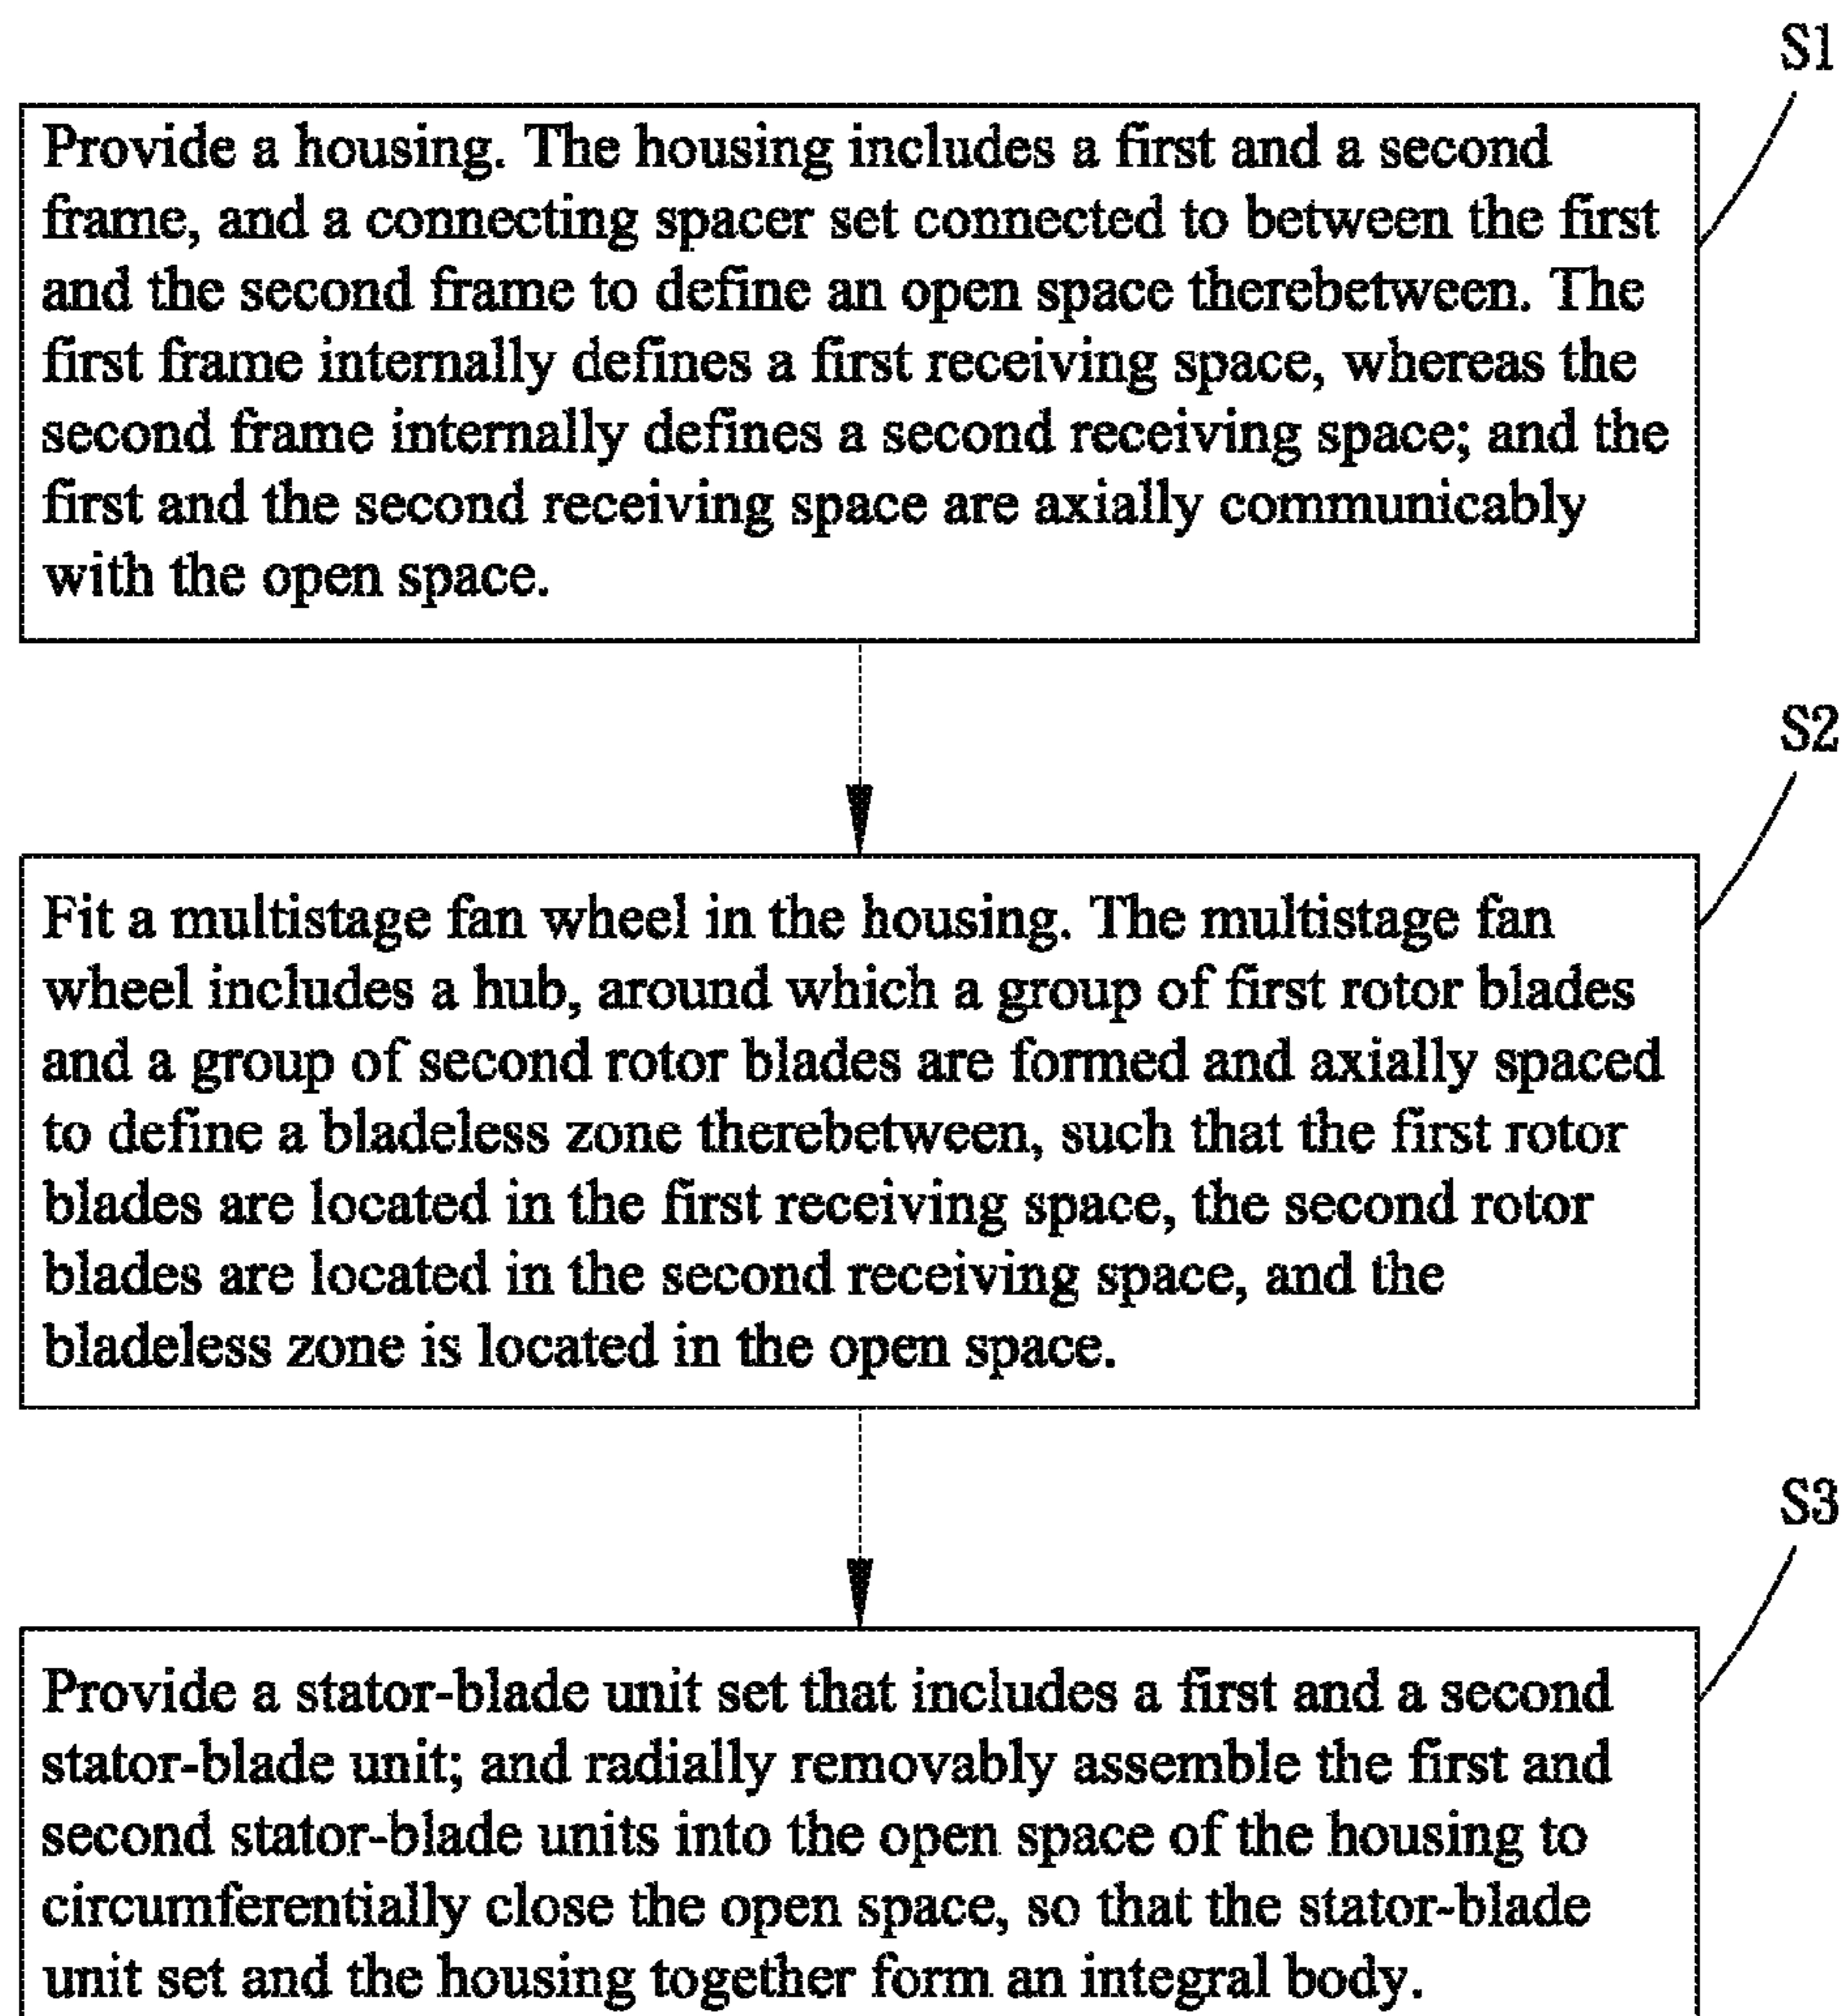 S1
Provide a housing. The housing includes a first and a second
frame, and a connecting spacer set connected to between the first
and the second frame to define an open space therebetween. The
first frame internally defines a first receiving space, whereas the
second frame internally defines a second receiving space; and the
first and the second receiving space are axially communicably
with the open space.
S2
Fit a multistage fan wheel in the housing. The multistage fan
wheel includes a hub, around which a group of first rotor blades
and a group of second rotor blades are formed and axially spaced
to define a bladeless zone therebetween, such that the first rotor
blades are located in the first receiving space, the second rotor
blades are located in the second receiving space, and the
bladeless zone is located in the open space.
S3
Provide a stator-blade unit set that includes a first and a second
stator-blade unit; and radially removably assemble the first and
second stator-blade units into the open space of the housing to
circumferentially close the open space, so that the stator-blade
unit set and the housing together form an integral body.